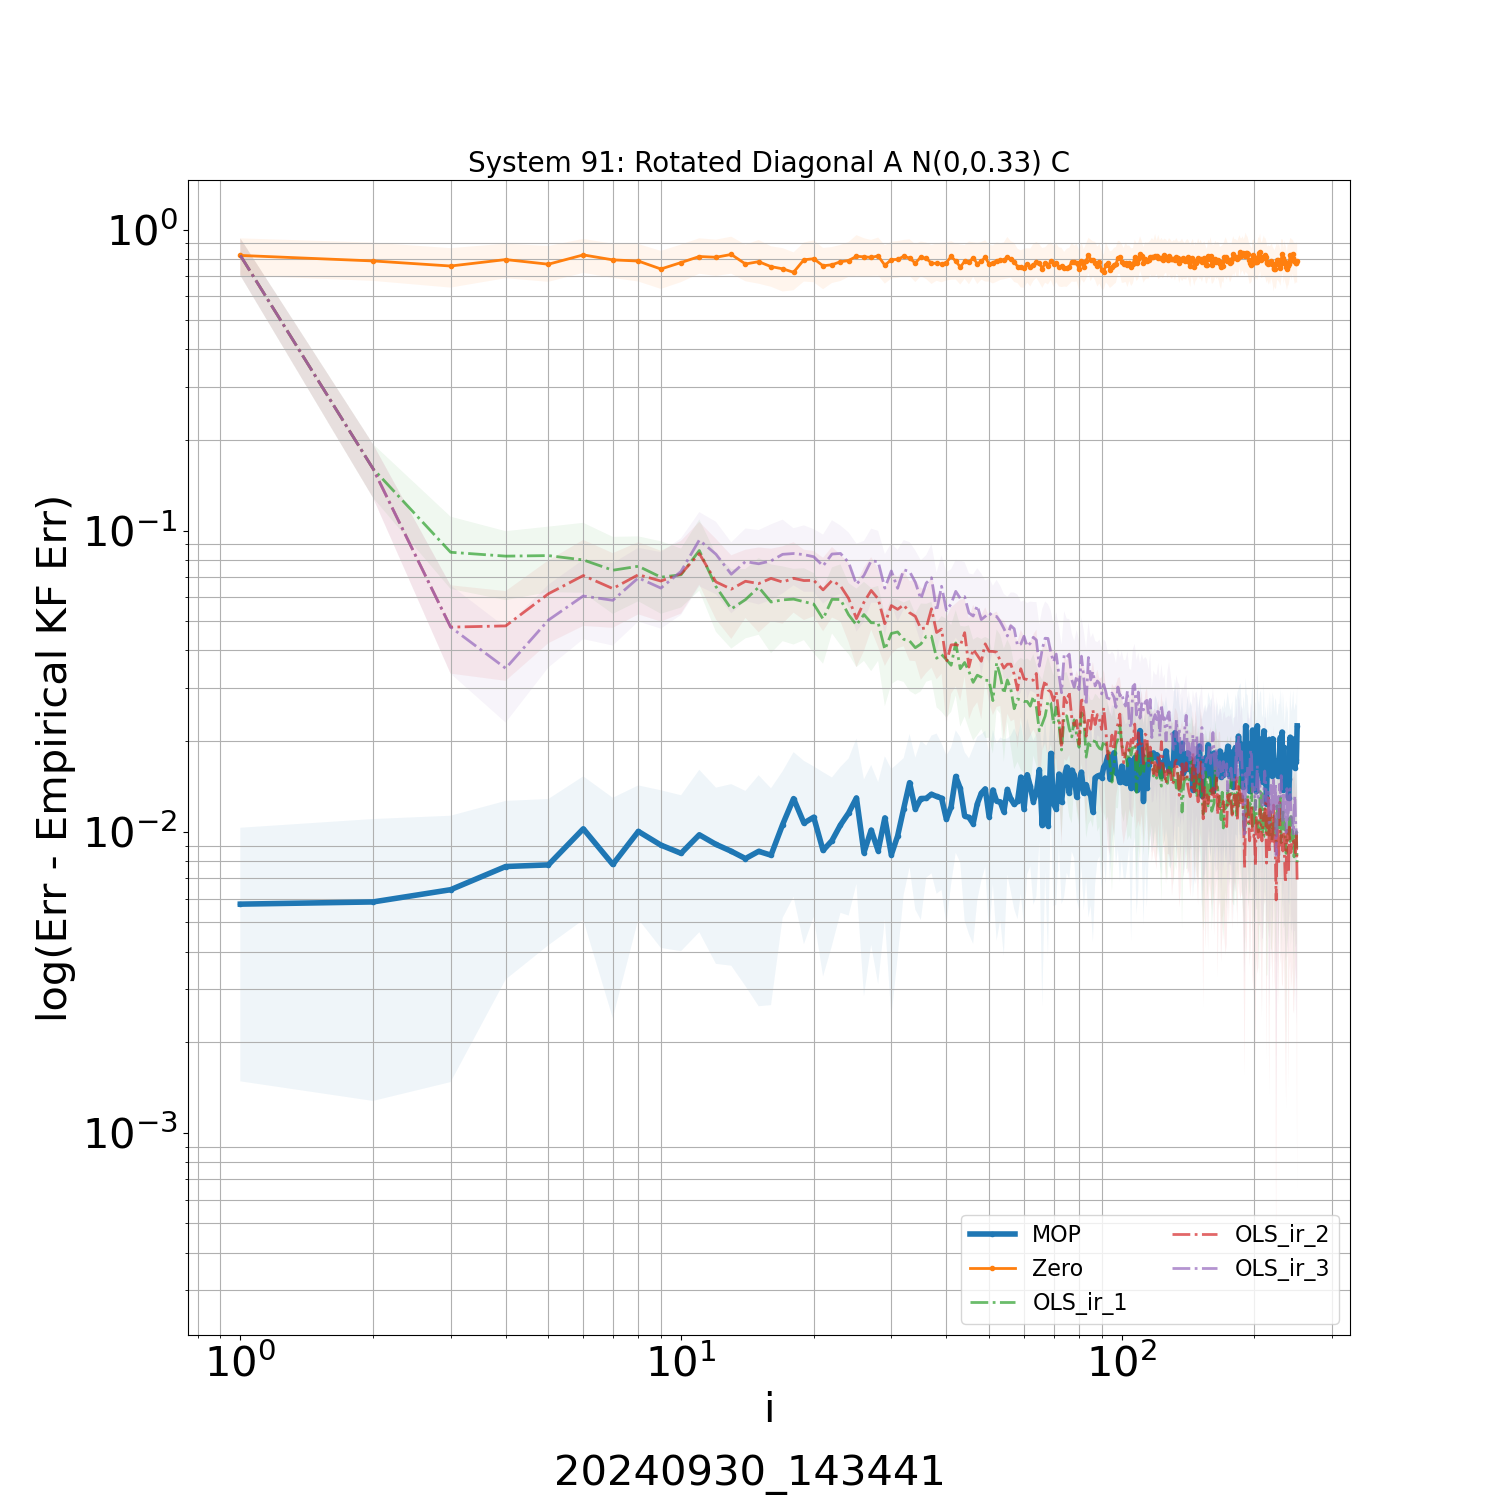 System 91: Rotated Diagonal A N(0,0.33) C
log(Err - Empirical KF Err)
10⁰
10⁻¹
10⁻²
10⁻³
MOP
Zero
OLS_ir_1
OLS_ir_2
OLS_ir_3
10⁰ 10¹ 10²
i
20240930_143441